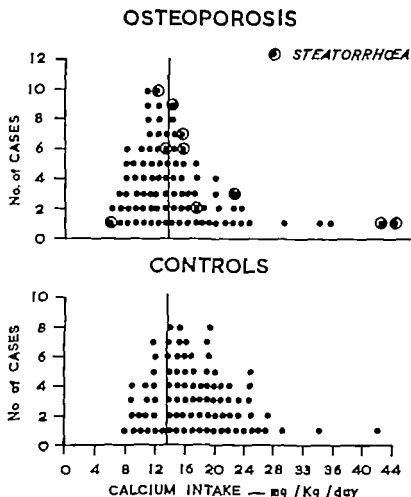 OSTEOPOROSIS
STEATORRHŒA
No. of CASES
12
10
8
6
4
2
0
CONTROLS
No of CASES
10
8
6
4
2
0
0 4 8 12 16 20 24 28 32 36 40 44
CALCIUM INTAKE — mg /Kg /day